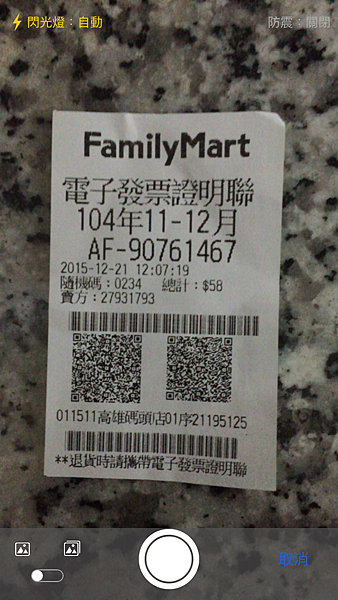 閃光燈：自動
防震：關閉
FamilyMart
電子發票證明聯
104年11-12月
AF-90761467
2015-12-21 12:07:19
隨機碼：0234 總計：$58
賣方：27931793
011511高雄碼頭店01序21195125
**退貨時請攜帶電子發票證明聯
取消